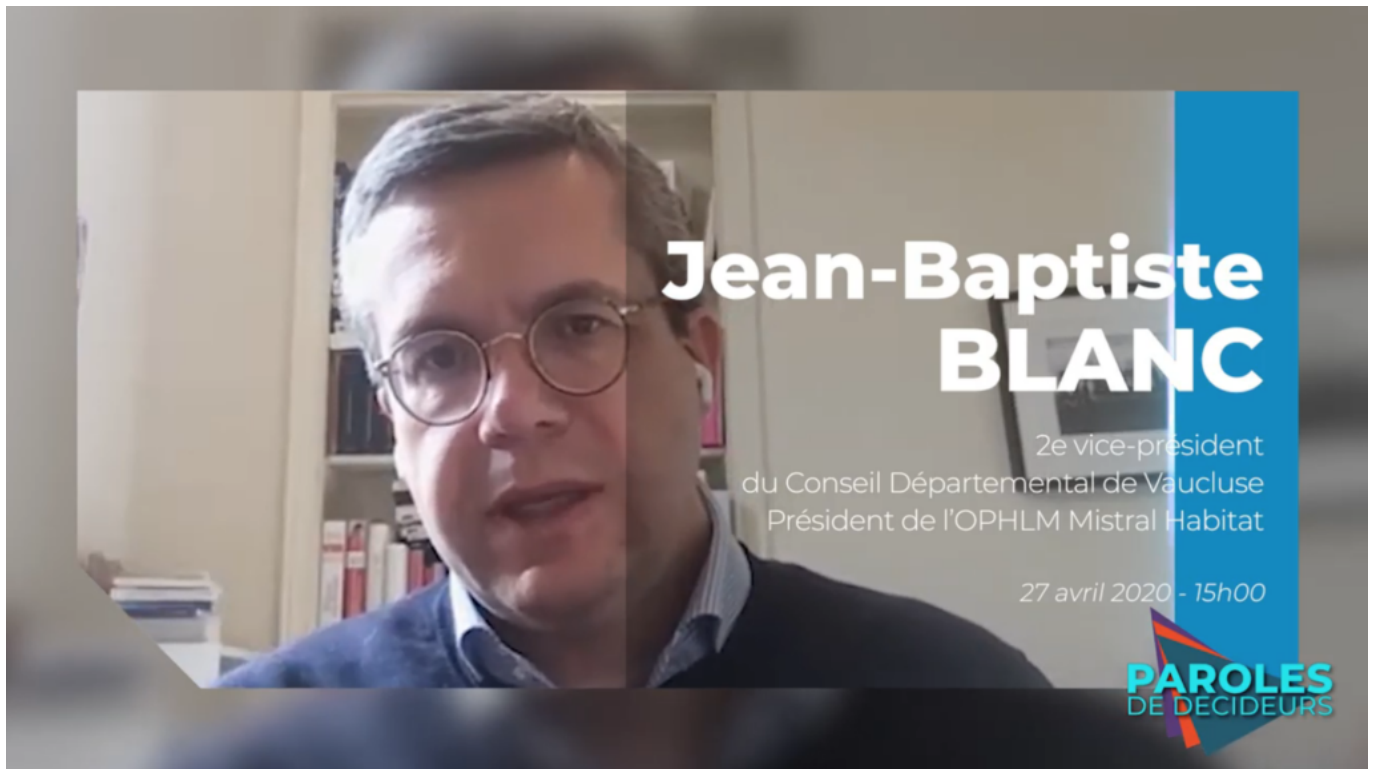 Jean-Baptiste
BLANC
2e vice-président
du Conseil Départemental de Vaucluse
Président de l'OPHLM Mistral Habitat
27 avril 2020 - 15h00
PAROLES
DE DECIDEURS